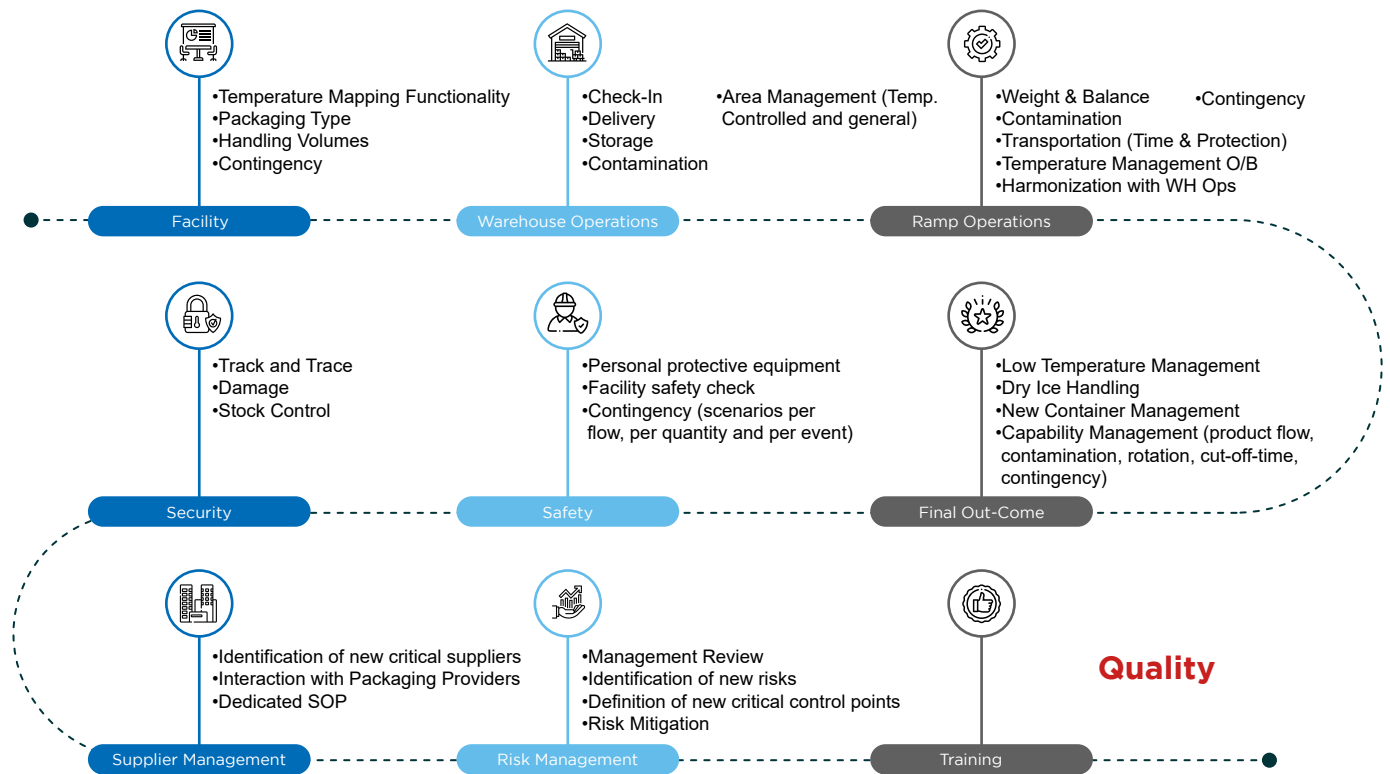 •Temperature Mapping Functionality
•Packaging Type
•Handling Volumes
•Contingency
Facility
•Check-In
•Delivery
•Storage
•Contamination
•Area Management (Temp.
Controlled and general)
Warehouse Operations
•Weight & Balance
•Contamination
•Transportation (Time & Protection)
•Temperature Management O/B
•Harmonization with WH Ops
•Contingency
Ramp Operations
•Track and Trace
•Damage
•Stock Control
Security
•Personal protective equipment
•Facility safety check
•Contingency (scenarios per
flow, per quantity and per event)
Safety
•Low Temperature Management
•Dry Ice Handling
•New Container Management
•Capability Management (product flow,
contamination, rotation, cut-off-time,
contingency)
Final Out-Come
•Identification of new critical suppliers
•Interaction with Packaging Providers
•Dedicated SOP
Supplier Management
•Management Review
•Identification of new risks
•Definition of new critical control points
•Risk Mitigation
Risk Management
Training
Quality